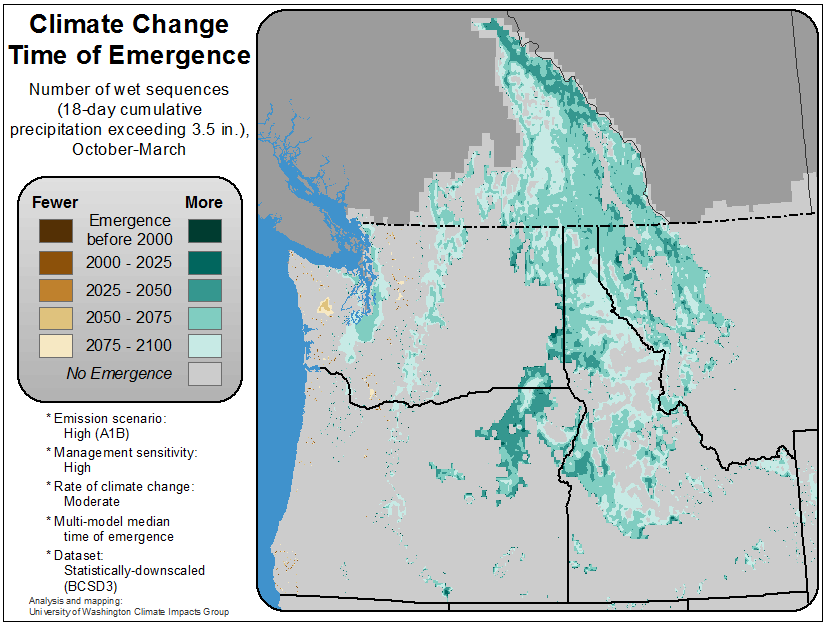 Climate Change
Time of Emergence
Number of wet sequences
(18-day cumulative
precipitation exceeding 3.5 in.),
October-March
Fewer More
Emergence
before 2000
2000 - 2025
2025 - 2050
2050 - 2075
2075 - 2100
No Emergence
* Emission scenario:
High (A1B)
* Management sensitivity:
High
* Rate of climate change:
Moderate
* Multi-model median
time of emergence
* Dataset:
Statistically-downscaled
(BCSD3)
Analysis and mapping:
University of Washington Climate Impacts Group